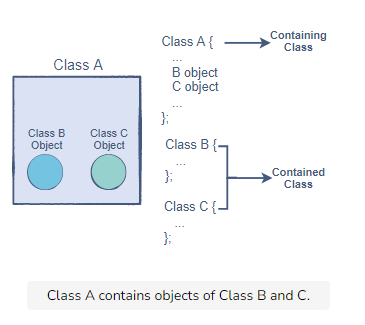 Class A
Class B
Object
Class C
Object
Class A {
...
B object
C object
...
};
Containing
Class
Class B {
...
};
Class C {
...
};
Contained
Class
Class A contains objects of Class B and C.